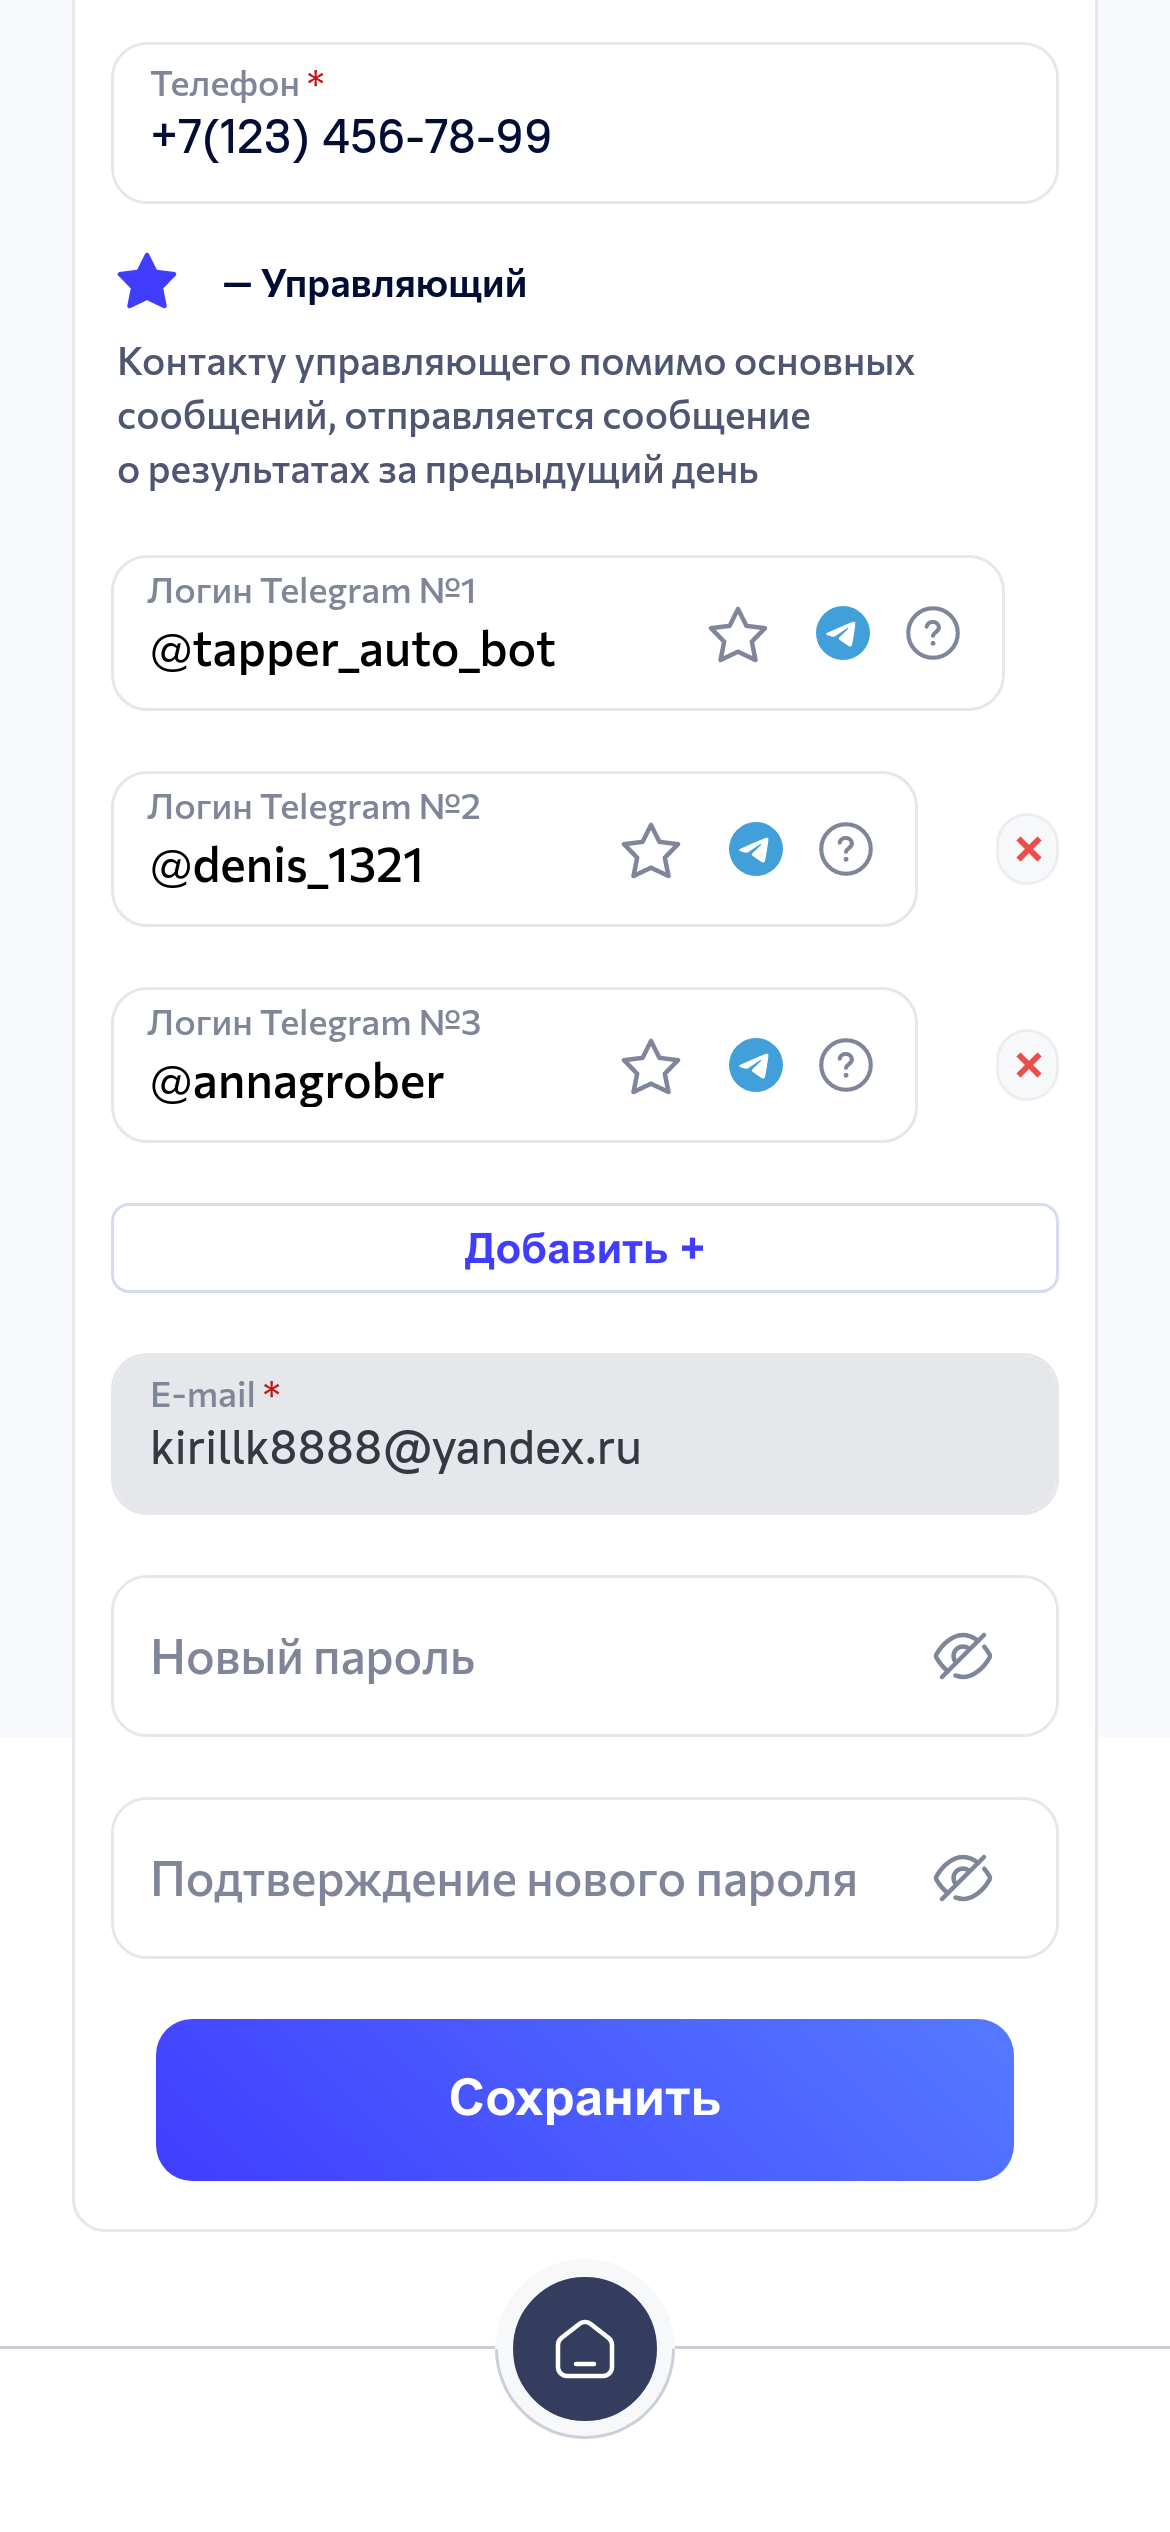 Телефон *
+7(123) 456-78-99
— Управляющий
Контакту управляющего помимо основных
сообщений, отправляется сообщение
о результатах за предыдущий день
Логин Telegram №1
@tapper_auto_bot
?
Логин Telegram №2
@denis_1321
?
Логин Telegram №3
@annagrober
?
Добавить +
E-mail *
kirillk8888@yandex.ru
Новый пароль
Подтверждение нового пароля
Сохранить